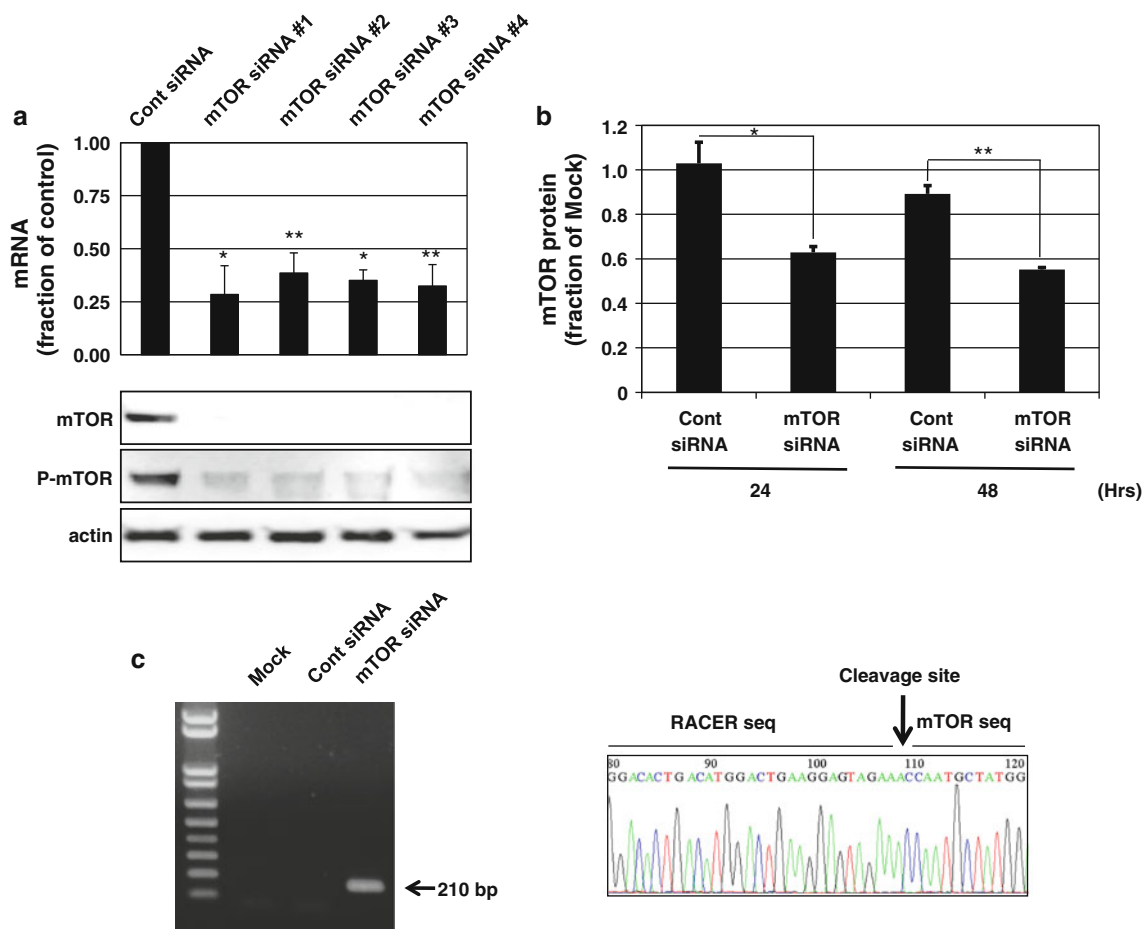 a
Cont siRNA
mTOR siRNA #1
mTOR siRNA #2
mTOR siRNA #3
mTOR siRNA #4
mRNA
(fraction of control)
1.00
0.75
0.50
0.25
0.00
* ** * **
mTOR
P-mTOR
actin
b
mTOR protein
(fraction of Mock)
1.2
1.0
0.8
0.6
0.4
0.2
0
* **
Cont siRNA
mTOR siRNA
Cont siRNA
mTOR siRNA
24 48 (Hrs)
c
Mock
Cont siRNA
mTOR siRNA
210 bp
Cleavage site
RACER seq mTOR seq
80 90 100 110 120
GGACACTGACATGGACTGAAGGAGTAGAAACCAATGCTATGG